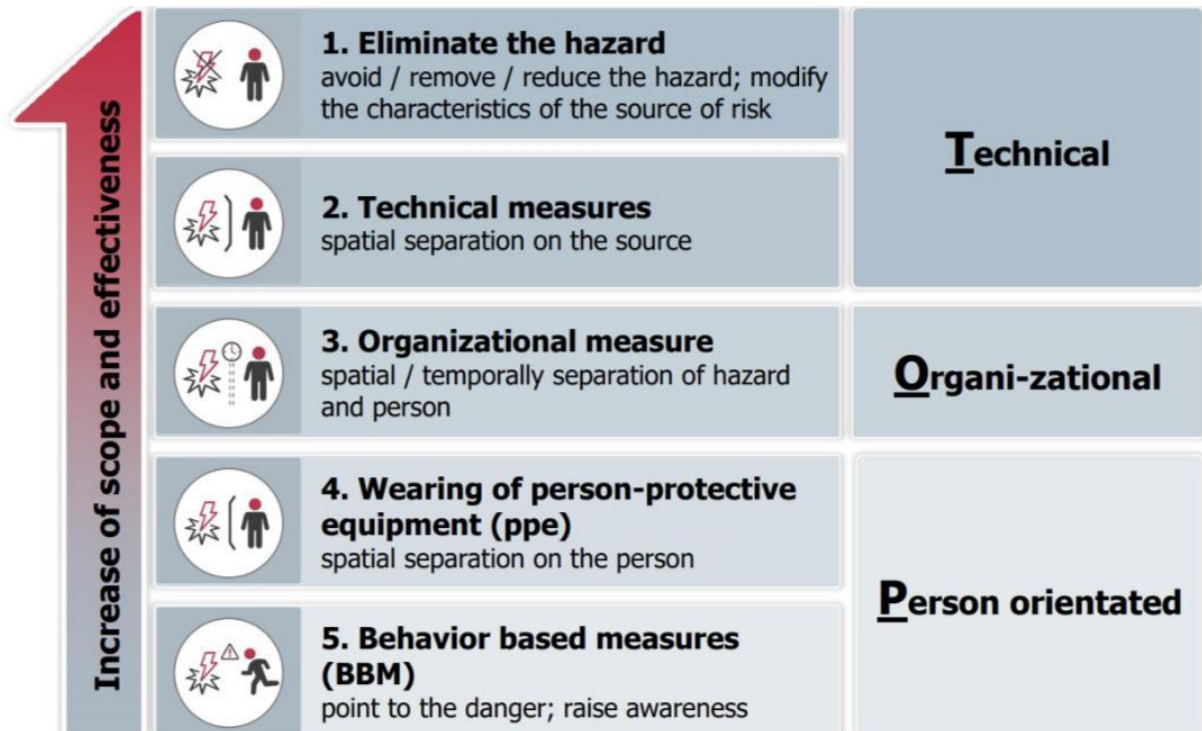 Increase of scope and effectiveness
1. Eliminate the hazard
avoid / remove / reduce the hazard; modify
the characteristics of the source of risk
2. Technical measures
spatial separation on the source
Technical
3. Organizational measure
spatial / temporally separation of hazard
and person
Organi-zational
4. Wearing of person-protective
equipment (ppe)
spatial separation on the person
5. Behavior based measures
(BBM)
point to the danger; raise awareness
Person orientated